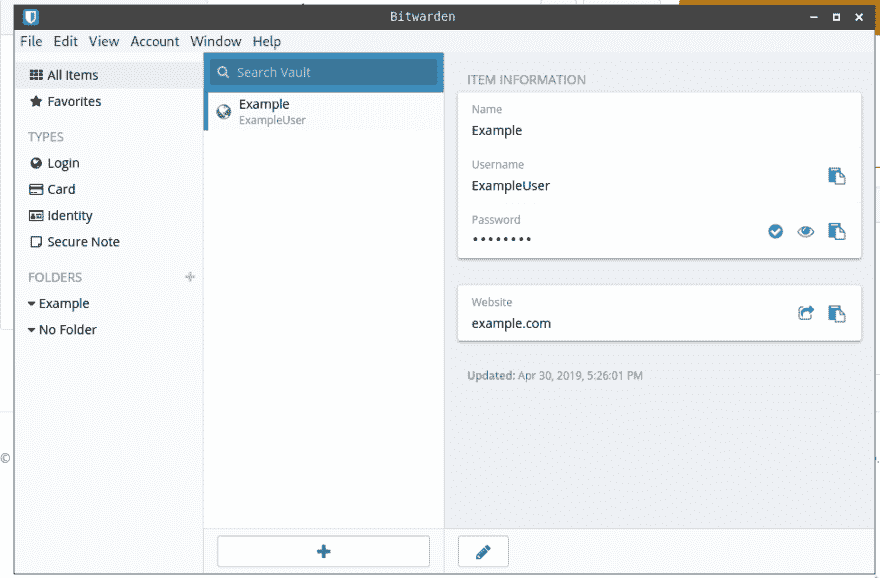 Bitwarden
File Edit View Account Window Help
All Items
Favorites
TYPES
Login
Card
Identity
Secure Note
FOLDERS
Example
No Folder
Search Vault
Example
ExampleUser
ITEM INFORMATION
Name
Example
Username
ExampleUser
Password
••••••••
Website
example.com
Updated: Apr 30, 2019, 5:26:01 PM
©